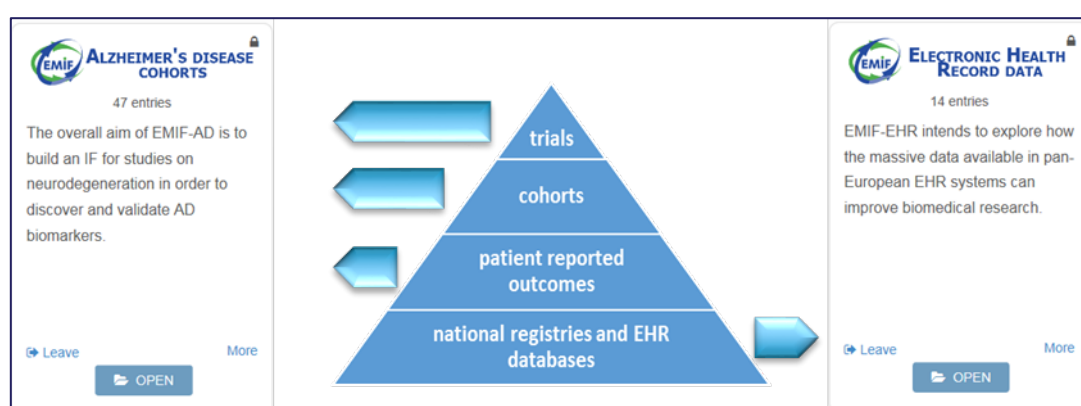 EMIF
ALZHEIMER'S DISEASE
COHORTS
47 entries
The overall aim of EMIF-AD is to
build an IF for studies on
neurodegeneration in order to
discover and validate AD
biomarkers.
Leave
More
OPEN
trials
cohorts
patient reported
outcomes
national registries and EHR
databases
EMIF
ELECTRONIC HEALTH
RECORD DATA
14 entries
EMIF-EHR intends to explore how
the massive data available in pan-
European EHR systems can
improve biomedical research.
Leave
More
OPEN